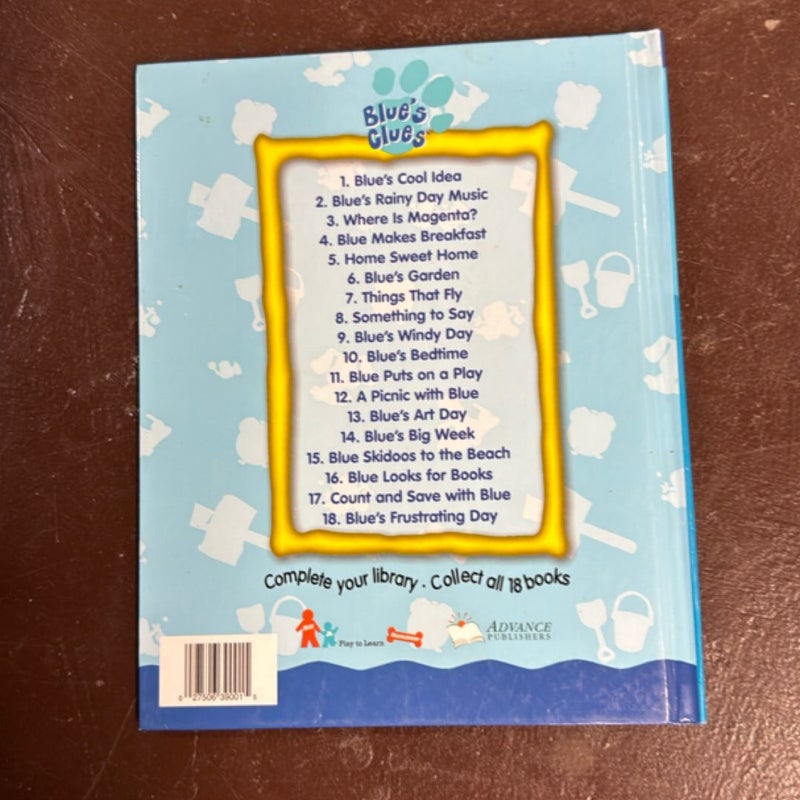 Blue's
Clues
1. Blue's Cool Idea
2. Blue's Rainy Day Music
3. Where Is Magenta?
4. Blue Makes Breakfast
5. Home Sweet Home
6. Blue's Garden
7. Things That Fly
8. Something to Say
9. Blue's Windy Day
10. Blue's Bedtime
11. Blue Puts on a Play
12. A Picnic with Blue
13. Blue's Art Day
14. Blue's Big Week
15. Blue Skidoos to the Beach
16. Blue Looks for Books
17. Count and Save with Blue
18. Blue's Frustrating Day
Complete your library. Collect all 18 books
Play to Learn
ADVANCE
PUBLISHERS
0 27506 39001 5